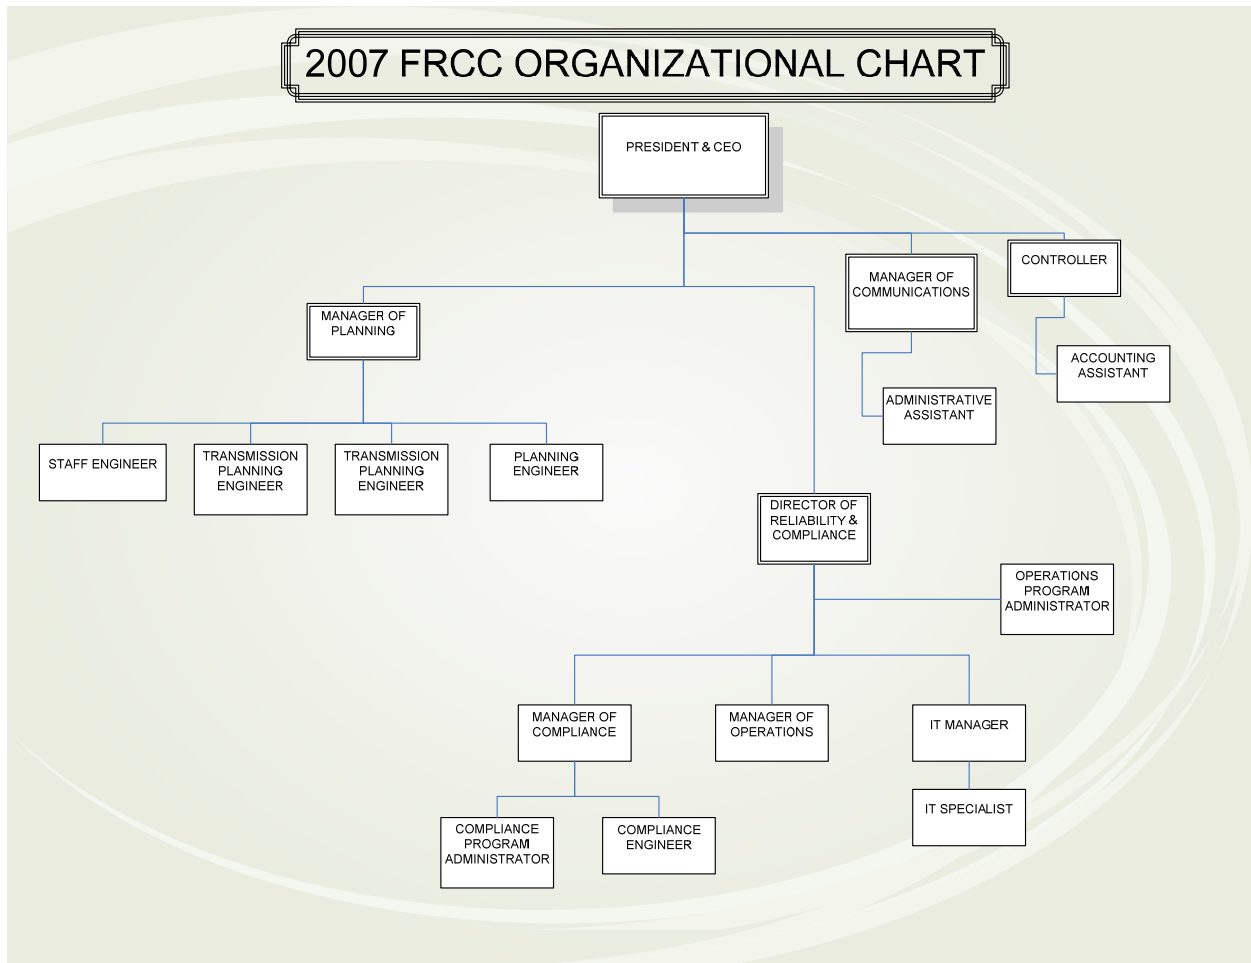 2007 FRCC ORGANIZATIONAL CHART
PRESIDENT & CEO
CONTROLLER
MANAGER OF
COMMUNICATIONS
MANAGER OF
PLANNING
ACCOUNTING
ASSISTANT
ADMINISTRATIVE
ASSISTANT
STAFF ENGINEER
TRANSMISSION
PLANNING
ENGINEER
TRANSMISSION
PLANNING
ENGINEER
PLANNING
ENGINEER
DIRECTOR OF
RELIABILITY &
COMPLIANCE
OPERATIONS
PROGRAM
ADMINISTRATOR
MANAGER OF
COMPLIANCE
MANAGER OF
OPERATIONS
IT MANAGER
IT SPECIALIST
COMPLIANCE
PROGRAM
ADMINISTRATOR
COMPLIANCE
ENGINEER